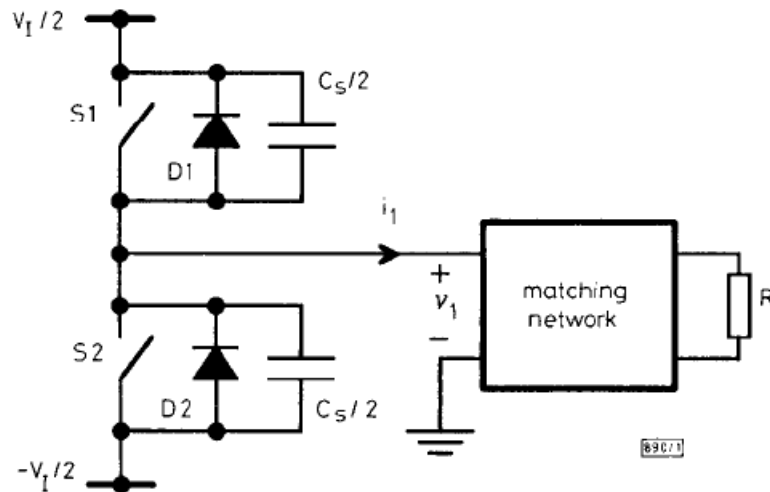 V_I/2
C_S/2
S1
D1
i_1
+
v_1
-
matching
network
R
S2
D2
C_S/2
-V_I/2
890/1